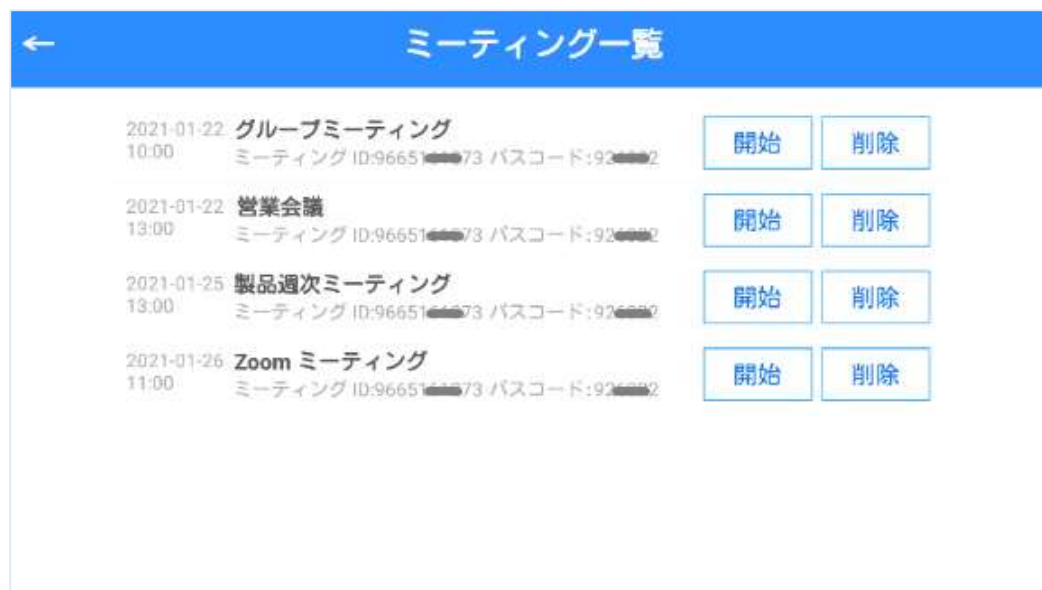 ←
ミーティング一覧
2021-01-22 グループミーティング 開始 削除
10:00 ミーティング ID:9665 73 パスコード:92 2
2021-01-22 営業会議 開始 削除
13:00 ミーティング ID:9665 73 パスコード:92 2
2021-01-25 製品週次ミーティング 開始 削除
13:00 ミーティング ID:9665 73 パスコード:92 2
2021-01-26 Zoom ミーティング 開始 削除
11:00 ミーティング ID:9665 73 パスコード:92 2